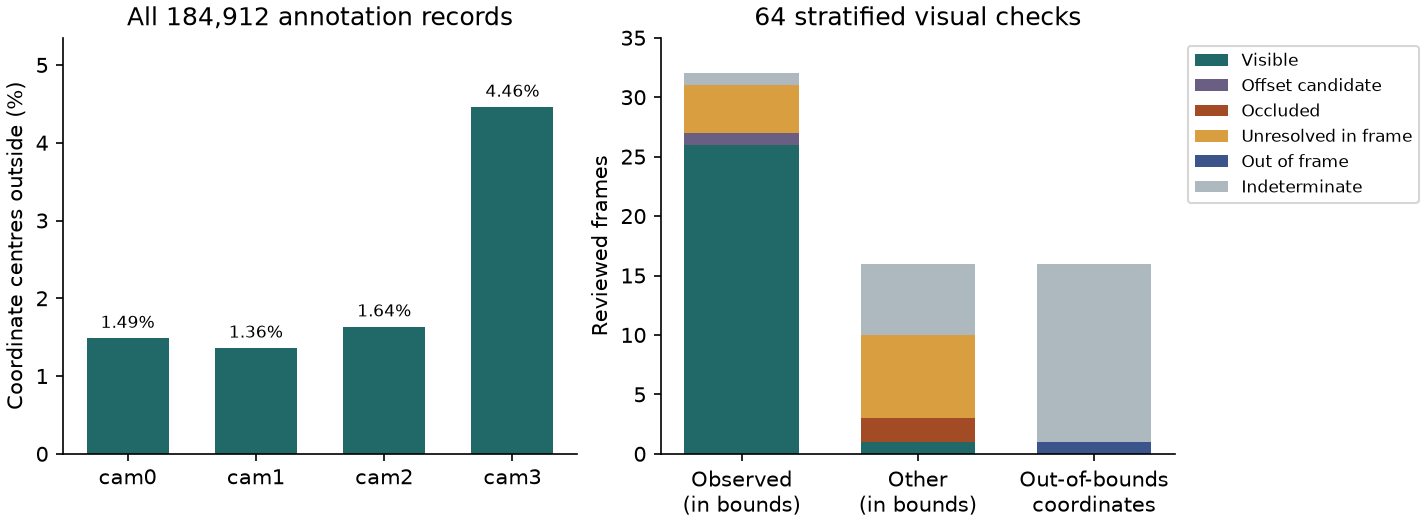 All 184,912 annotation records
Coordinate centres outside (%)
5
4
3
2
1
0
1.49%
1.36%
1.64%
4.46%
cam0
cam1
cam2
cam3
64 stratified visual checks
Reviewed frames
35
30
25
20
15
10
5
0
Observed
(in bounds)
Other
(in bounds)
Out-of-bounds
coordinates
Visible
Offset candidate
Occluded
Unresolved in frame
Out of frame
Indeterminate